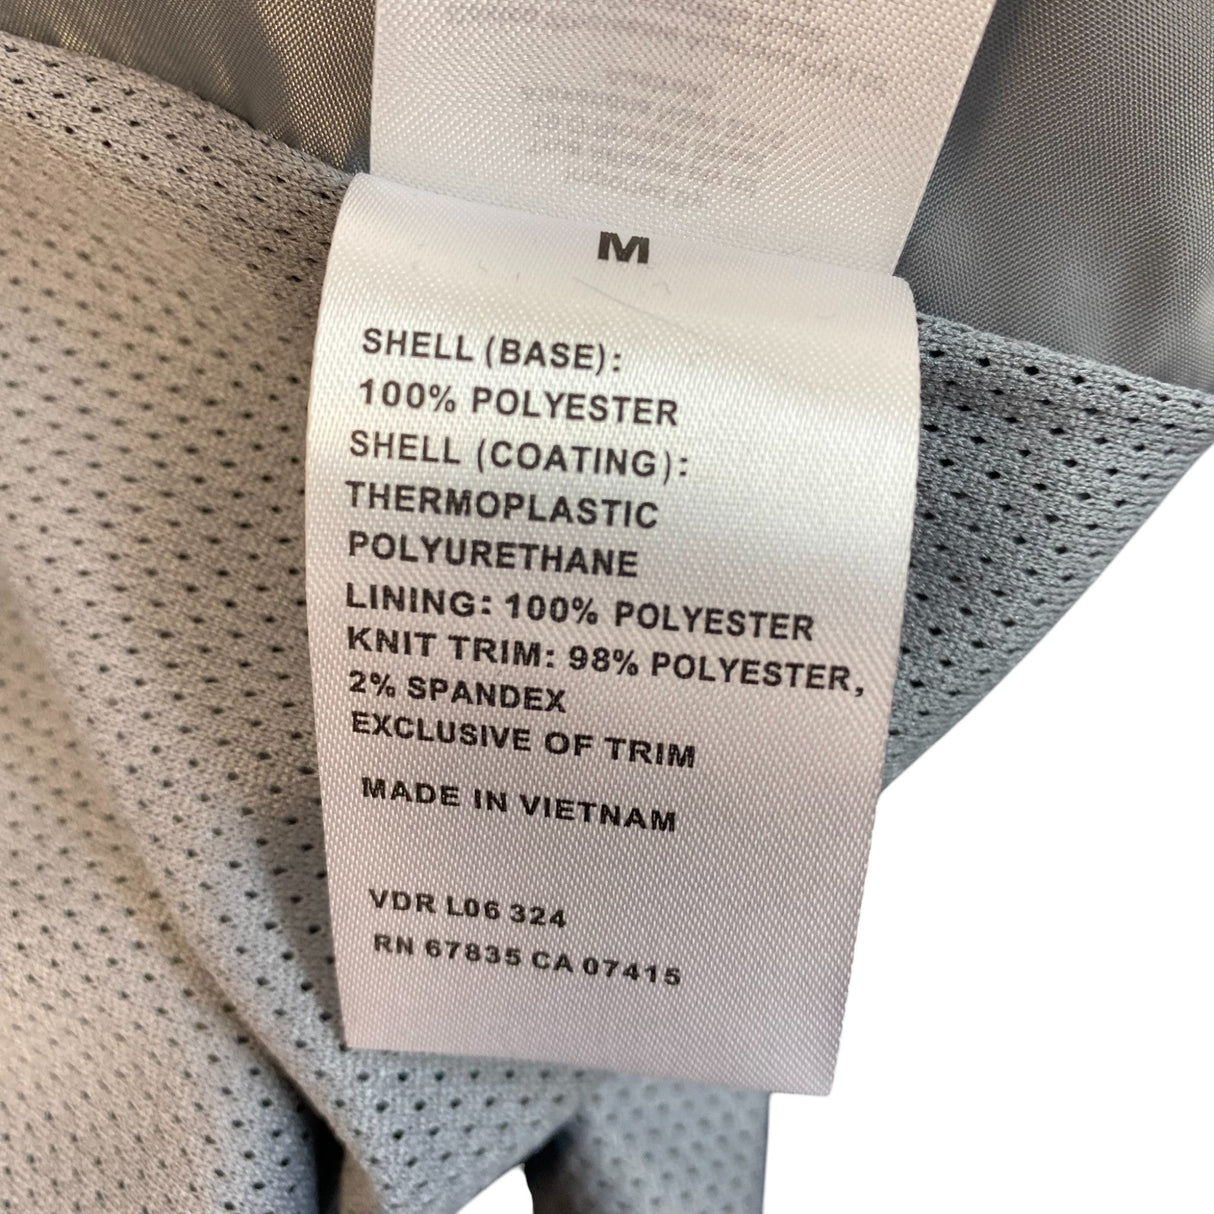 M
SHELL (BASE):
100% POLYESTER
SHELL (COATING):
THERMOPLASTIC
POLYURETHANE
LINING: 100% POLYESTER
KNIT TRIM: 98% POLYESTER,
2% SPANDEX
EXCLUSIVE OF TRIM
MADE IN VIETNAM
VDR L06 324
RN 67835 CA 07415